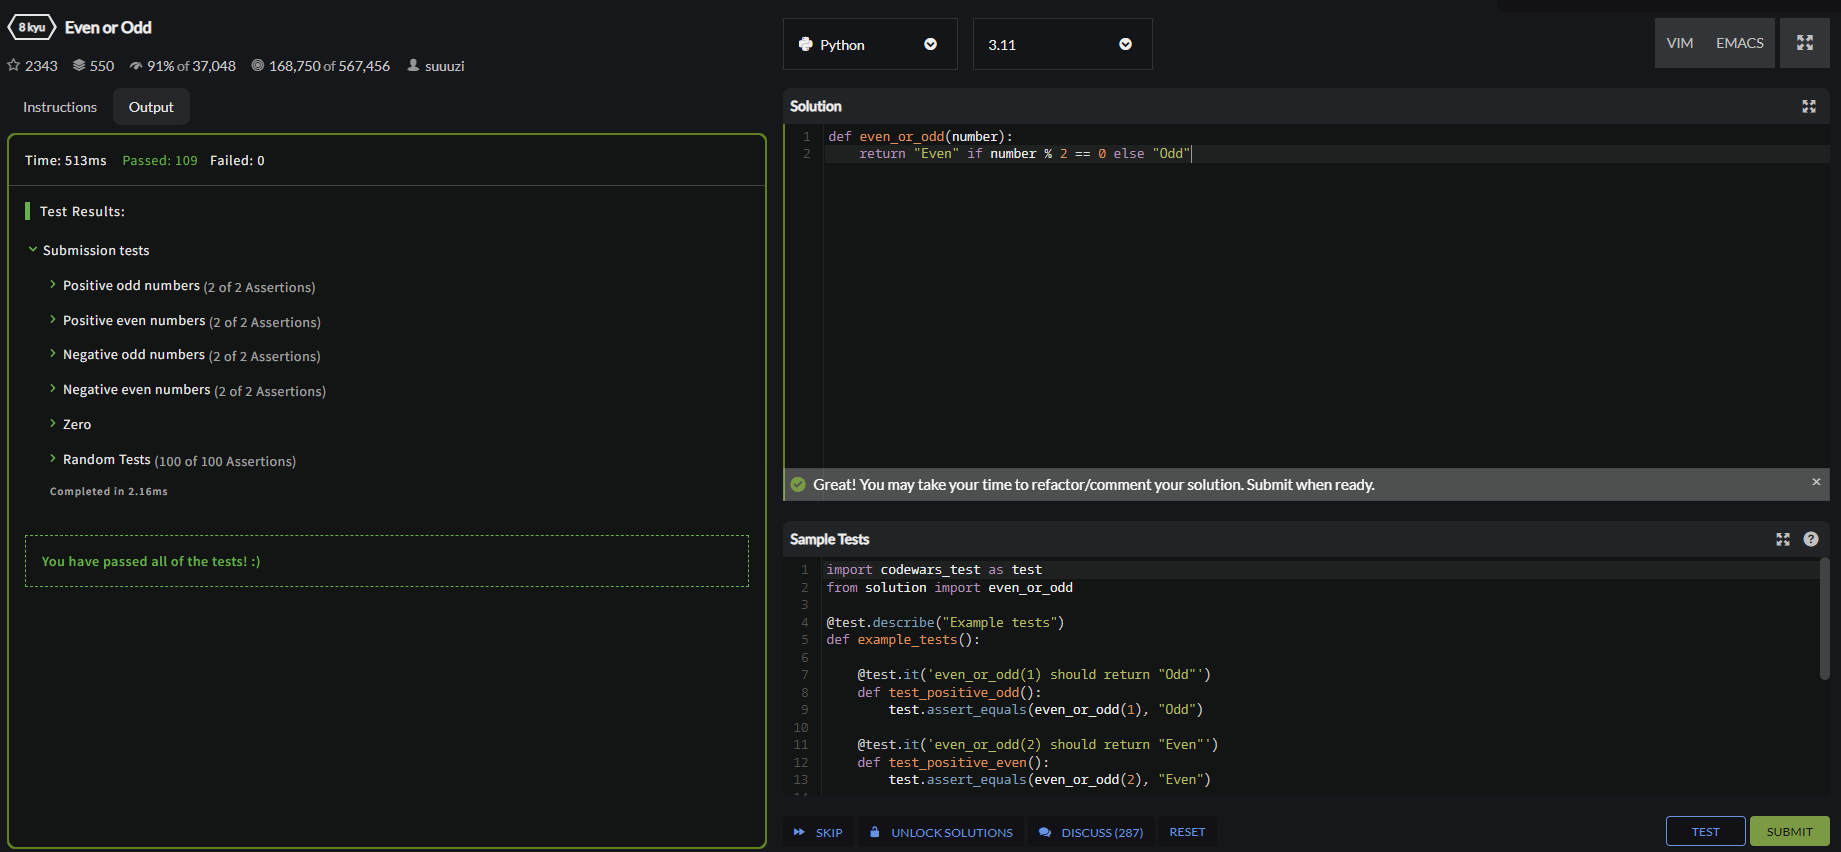 8 kyu Even or Odd
2343 550 91% of 37,048 168,750 of 567,456 suuuzi
Instructions Output
Time: 513ms Passed: 109 Failed: 0
Test Results:
Submission tests
Positive odd numbers (2 of 2 Assertions)
Positive even numbers (2 of 2 Assertions)
Negative odd numbers (2 of 2 Assertions)
Negative even numbers (2 of 2 Assertions)
Zero
Random Tests (100 of 100 Assertions)
Completed in 2.16ms
You have passed all of the tests! :)
Python 3.11 VIM EMACS
Solution
1 def even_or_odd(number):
2     return "Even" if number % 2 == 0 else "Odd"
Great! You may take your time to refactor/comment your solution. Submit when ready. ×
Sample Tests ?
1 import codewars_test as test
2 from solution import even_or_odd
3
4 @test.describe("Example tests")
5 def example_tests():
6
7     @test.it('even_or_odd(1) should return "Odd"')
8     def test_positive_odd():
9         test.assert_equals(even_or_odd(1), "Odd")
10
11     @test.it('even_or_odd(2) should return "Even"')
12     def test_positive_even():
13         test.assert_equals(even_or_odd(2), "Even")
14
SKIP UNLOCK SOLUTIONS DISCUSS (287) RESET TEST SUBMIT